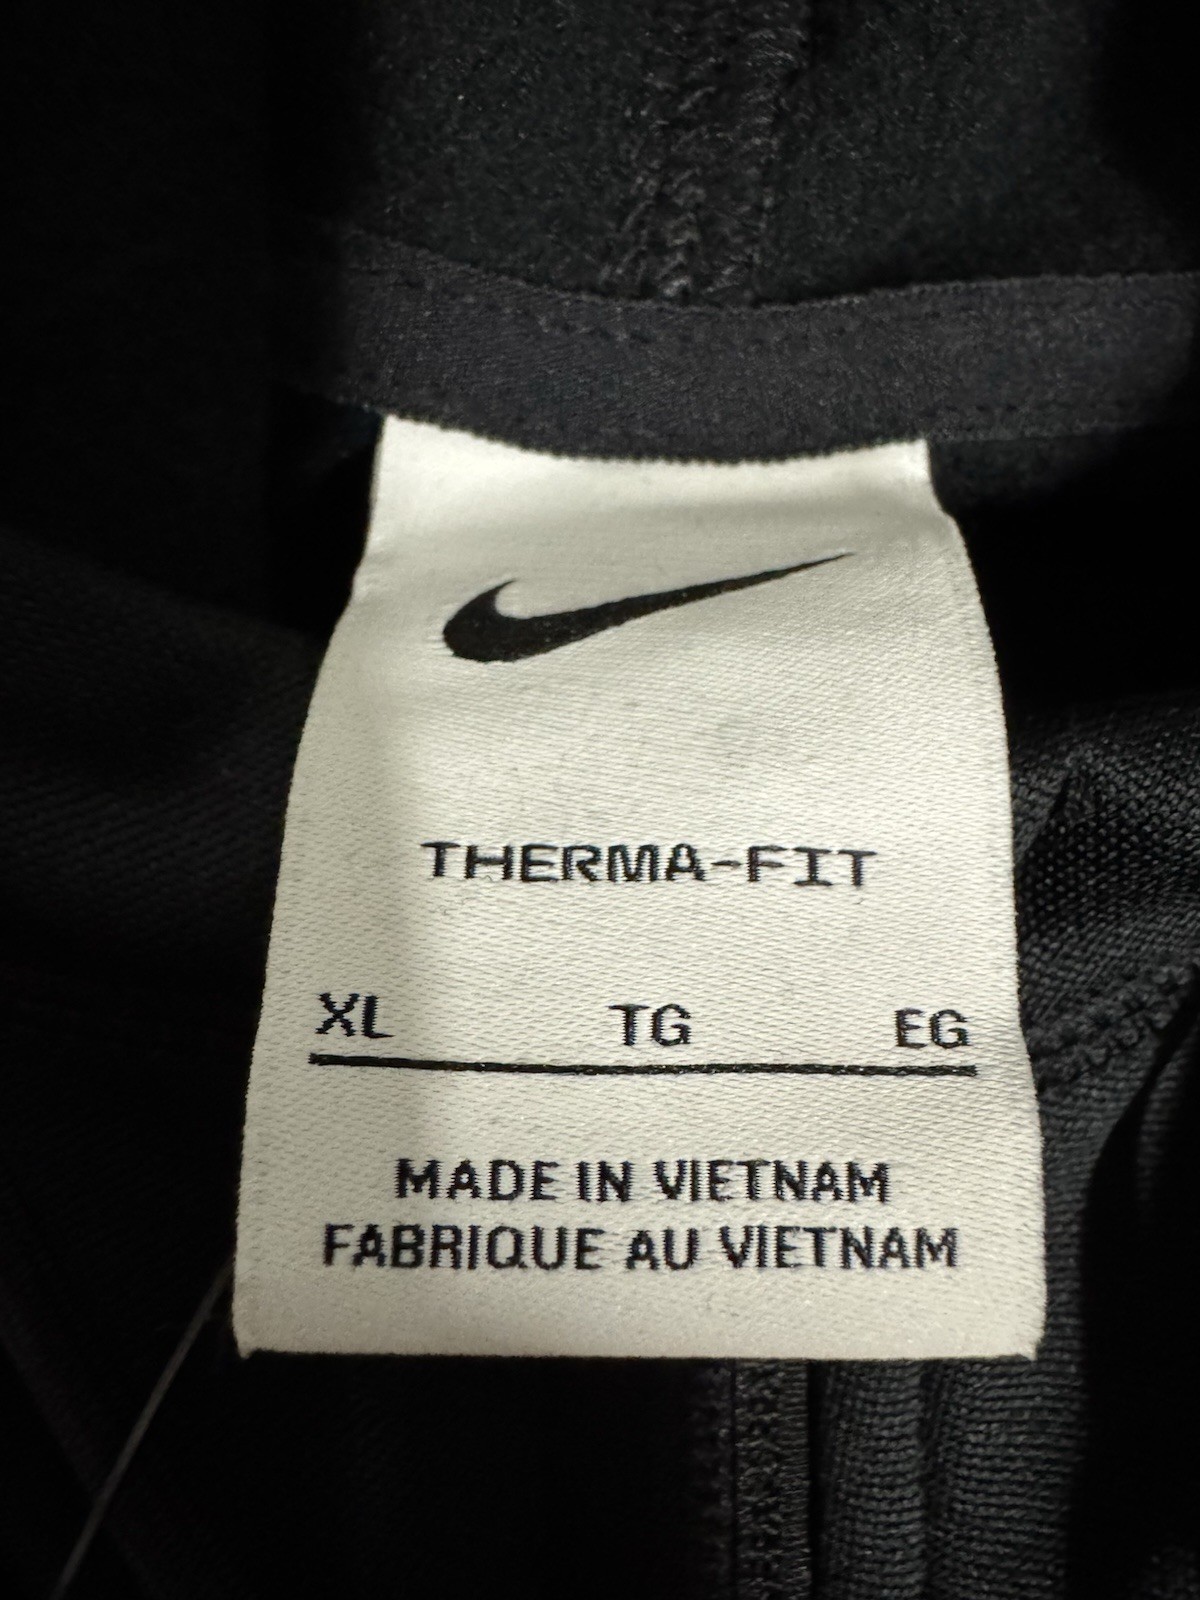 THERMA-FIT
XL TG EG
MADE IN VIETNAM
FABRIQUE AU VIETNAM